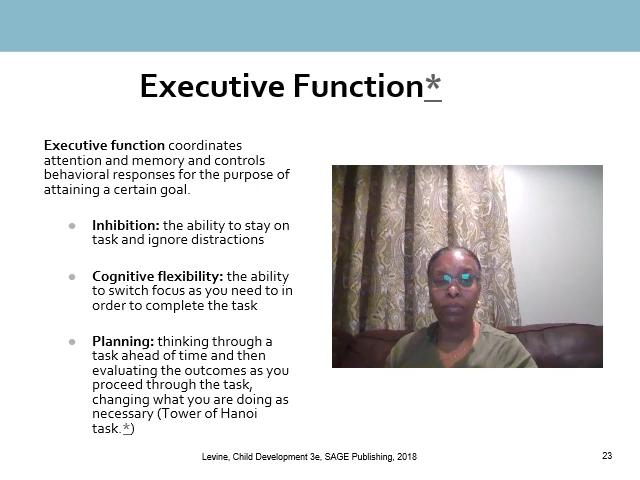 Executive Function*
Executive function coordinates
attention and memory and controls
behavioral responses for the purpose of
attaining a certain goal.
● Inhibition: the ability to stay on
task and ignore distractions
● Cognitive flexibility: the ability
to switch focus as you need to in
order to complete the task
● Planning: thinking through a
task ahead of time and then
evaluating the outcomes as you
proceed through the task,
changing what you are doing as
necessary (Tower of Hanoi
task.*)
Levine, Child Development 3e, SAGE Publishing, 2018
23